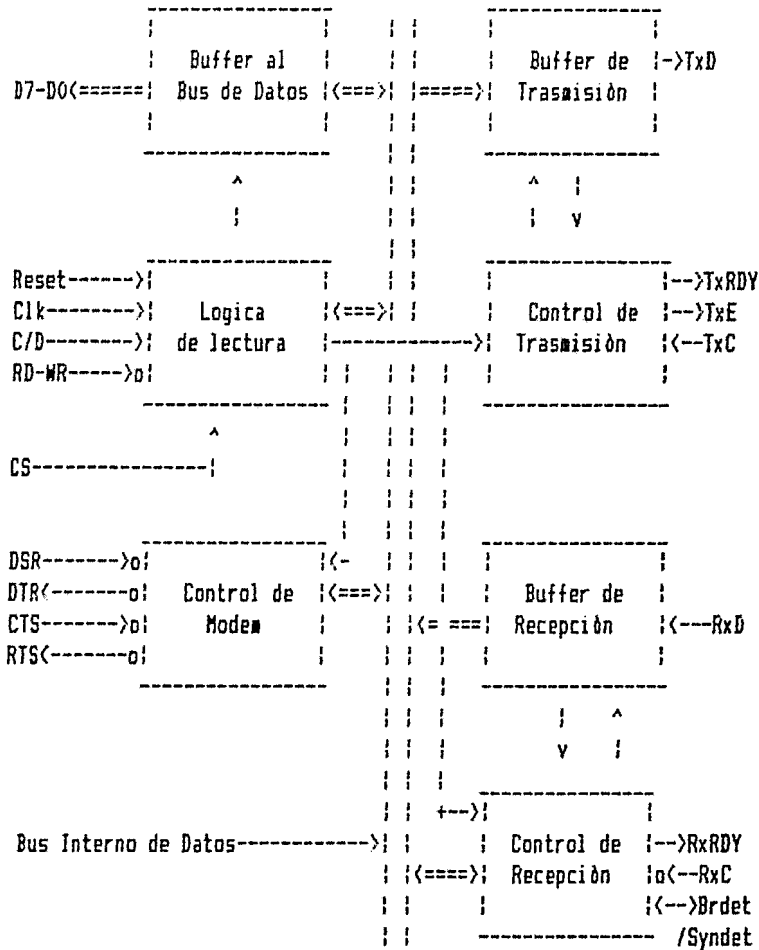 Buffer al
Bus de Datos
D7-D0
Buffer de
Trasmisiòn
TxD
Reset
Clk
C/D
RD-WR
Logica
de lectura
Control de
Trasmisiòn
TxRDY
TxE
TxC
CS
DSR
DTR
CTS
RTS
Control de
Modem
Buffer de
Recepciòn
RxD
Bus Interno de Datos
Control de
Recepciòn
RxRDY
RxC
Brdet
/Syndet